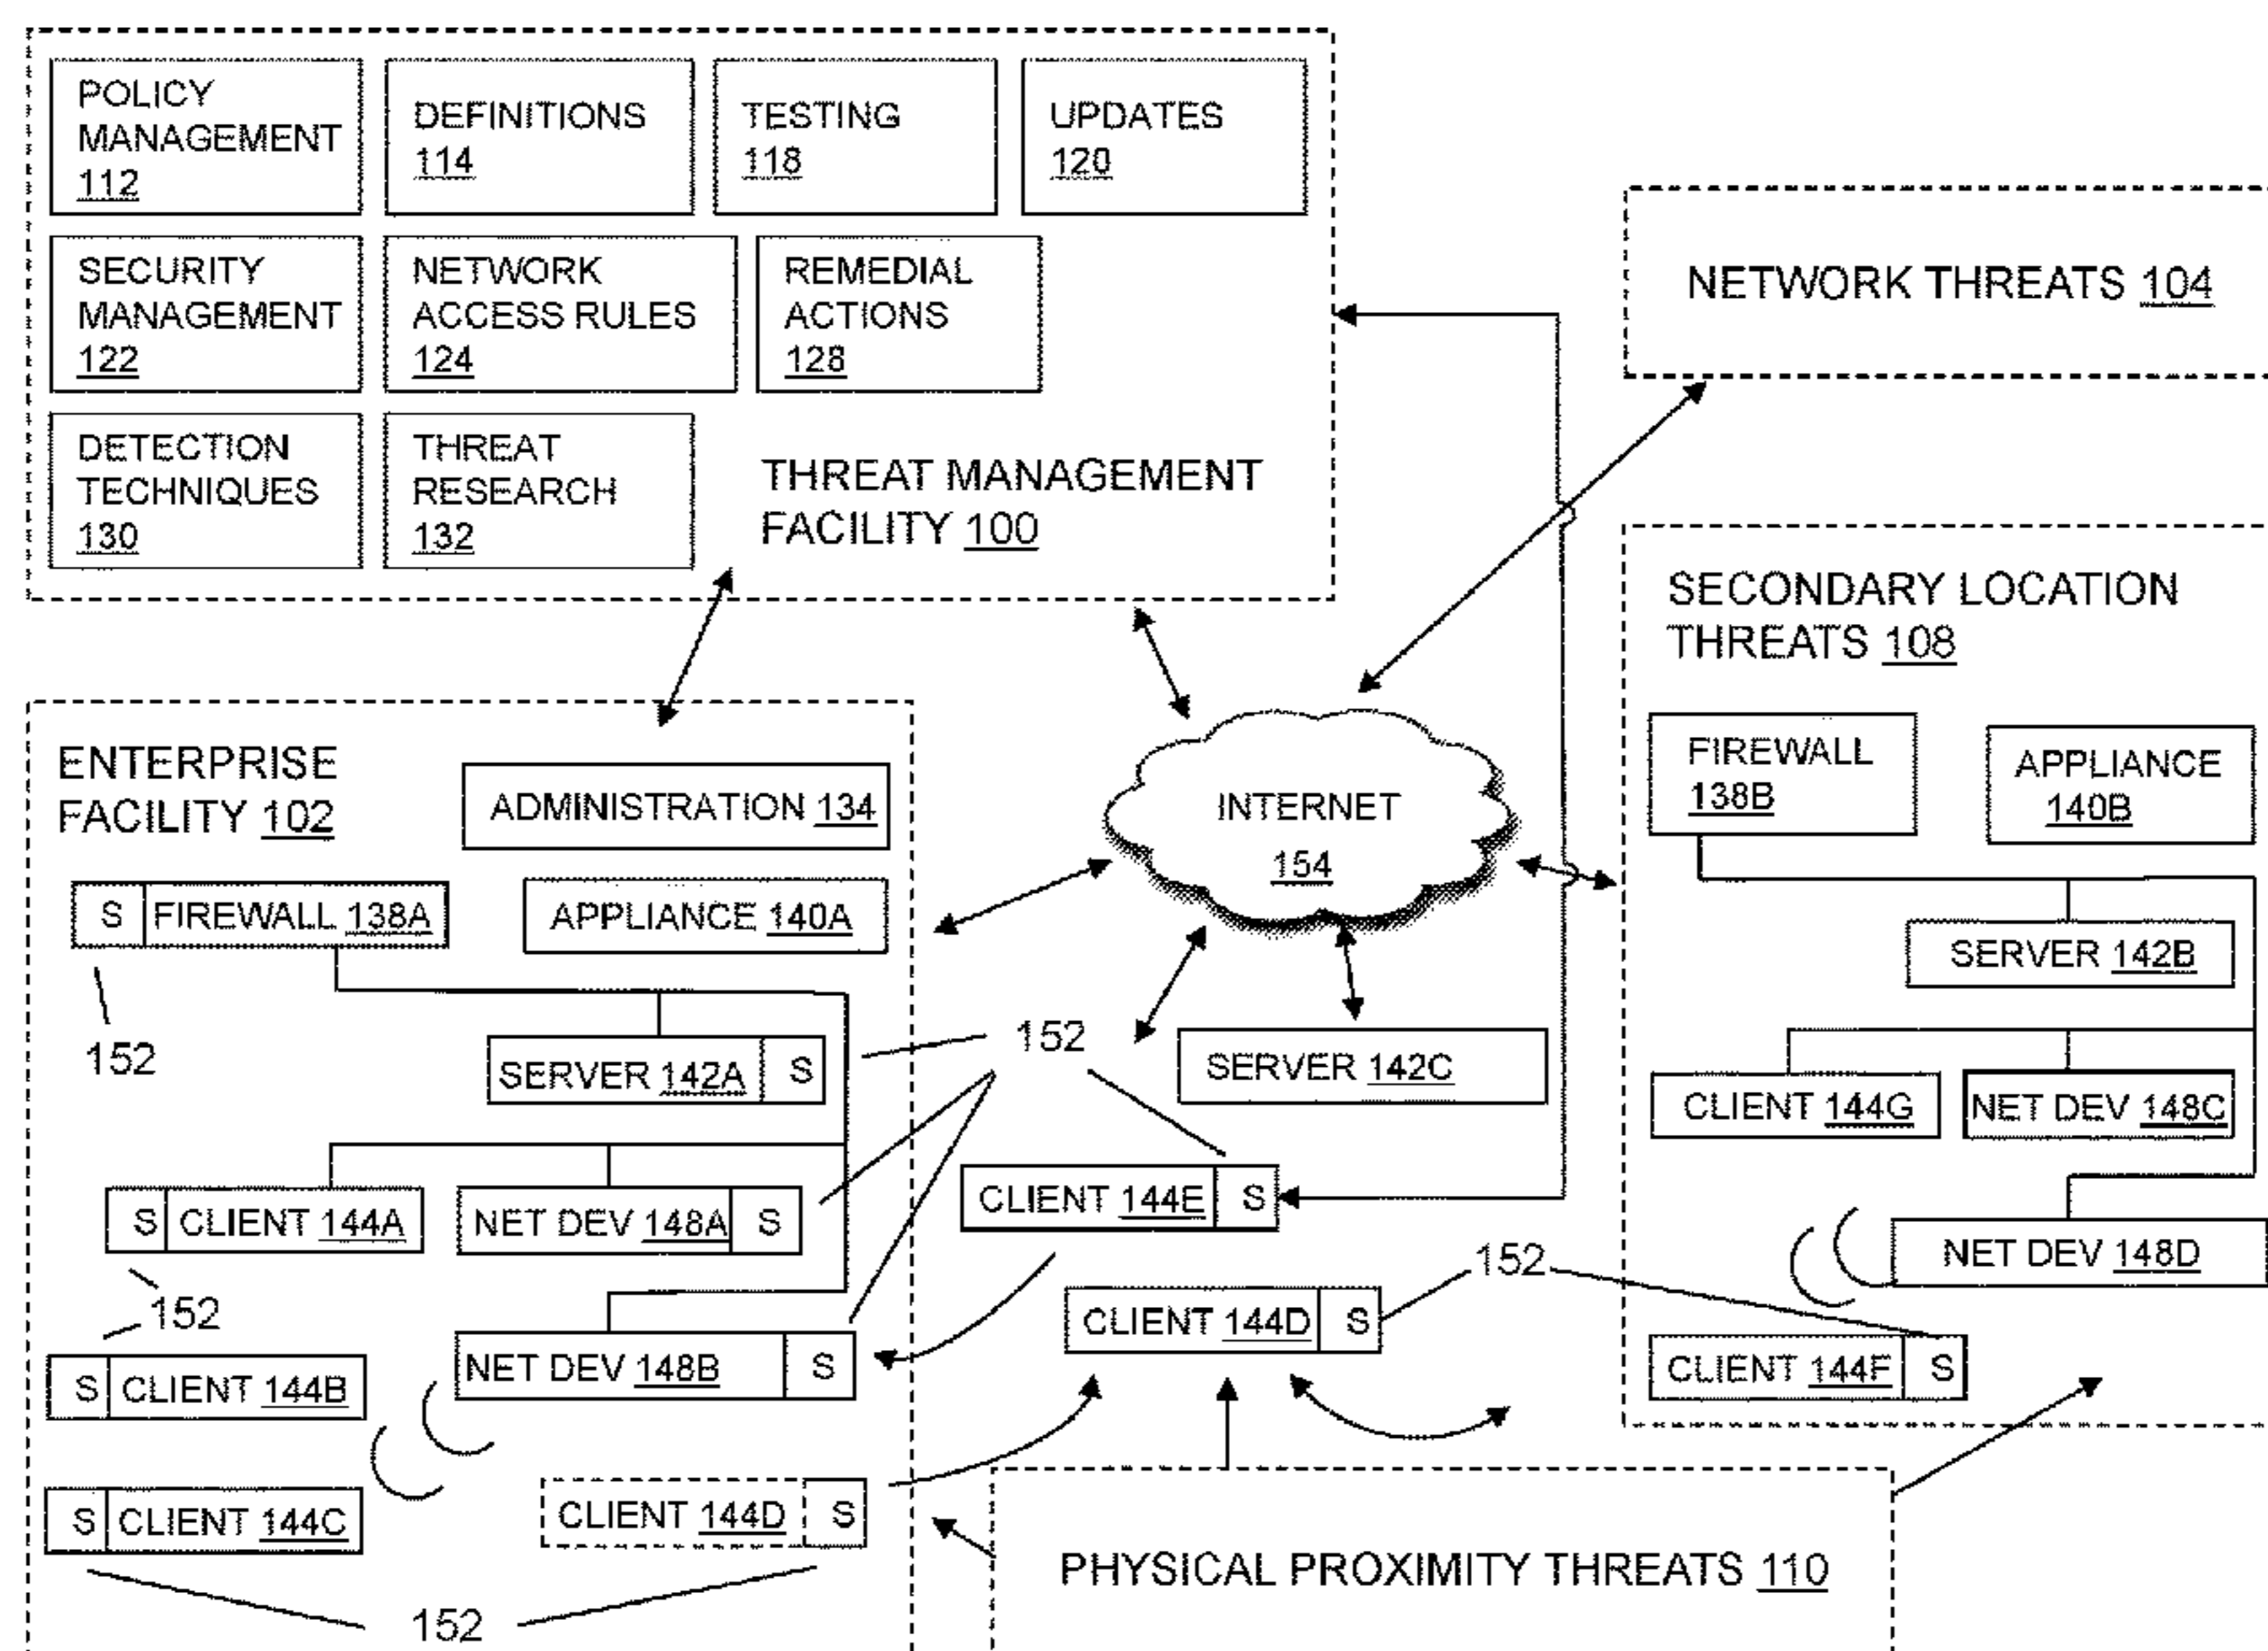 POLICY
MANAGEMENT
112
DEFINITIONS
114
TESTING
118
UPDATES
120
SECURITY
MANAGEMENT
122
NETWORK
ACCESS RULES
124
REMEDIAL
ACTIONS
128
DETECTION
TECHNIQUES
130
THREAT
RESEARCH
132
THREAT MANAGEMENT
FACILITY 100
NETWORK THREATS 104
SECONDARY LOCATION
THREATS 108
FIREWALL
138B
APPLIANCE
140B
SERVER 142B
CLIENT 144G
NET DEV 148C
NET DEV 148D
CLIENT 144F S
ENTERPRISE
FACILITY 102
ADMINISTRATION 134
S FIREWALL 138A
APPLIANCE 140A
152
SERVER 142A S
S CLIENT 144A
NET DEV 148A S
152
S CLIENT 144B
NET DEV 148B S
S CLIENT 144C
CLIENT 144D S
152
INTERNET
154
152
SERVER 142C
CLIENT 144E S
152
CLIENT 144D S
PHYSICAL PROXIMITY THREATS 110